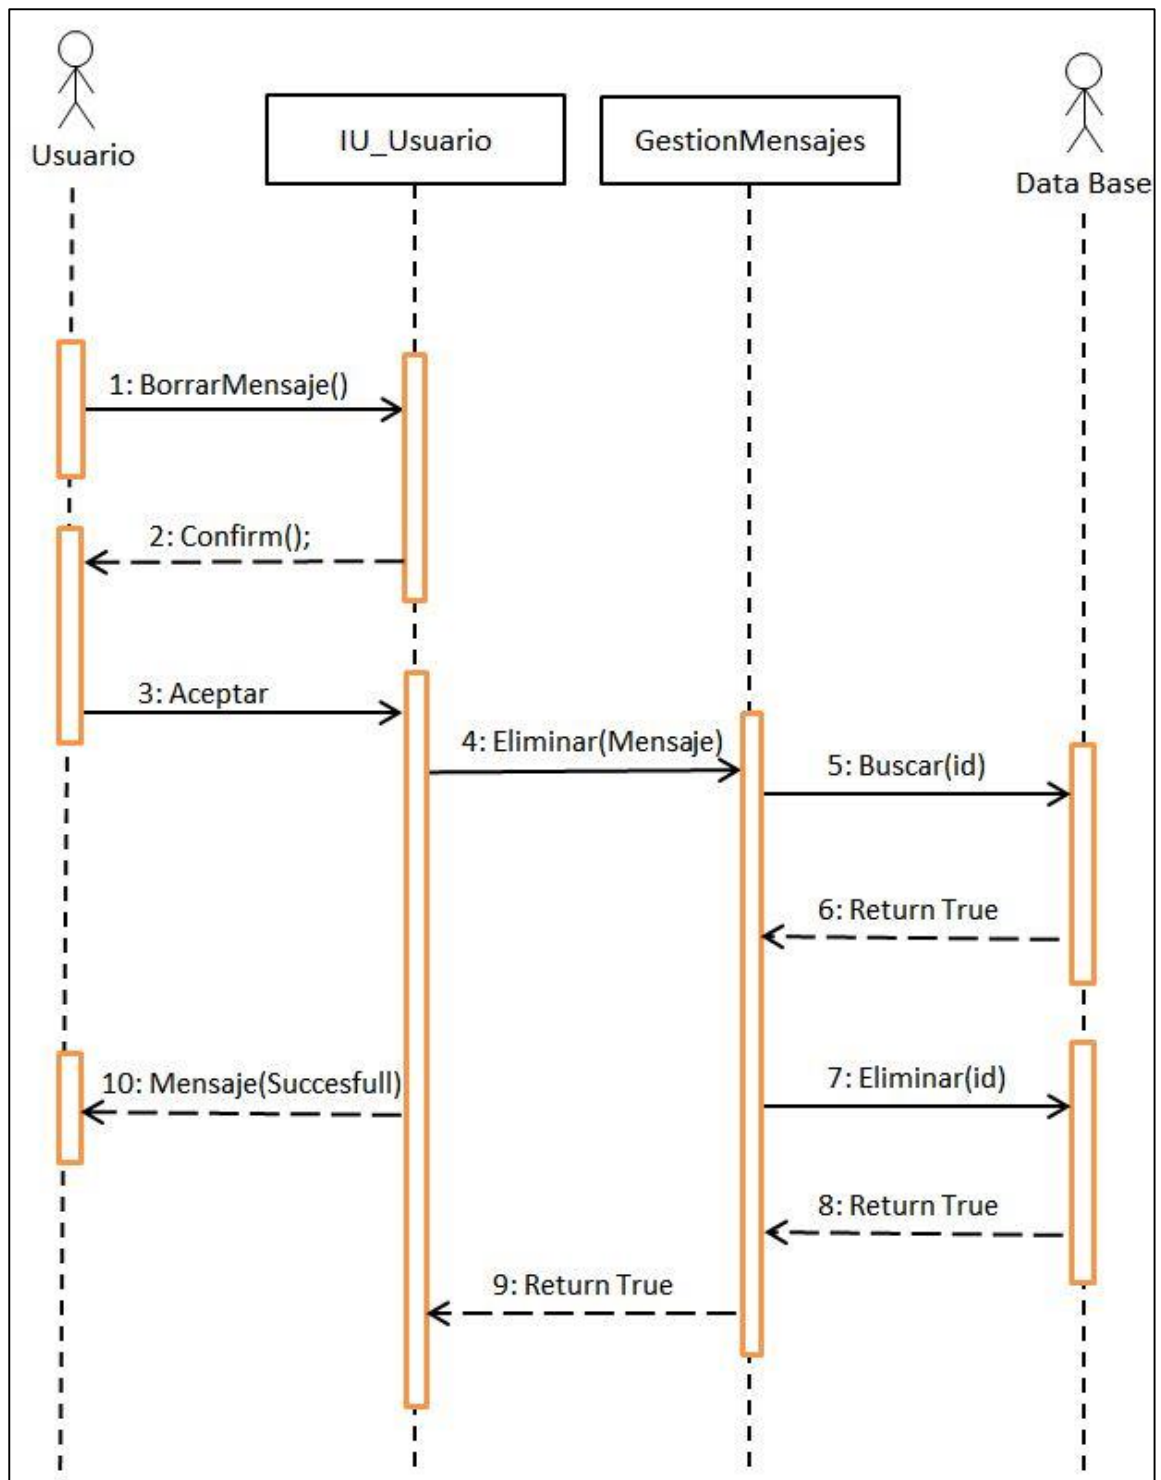 Usuario
IU_Usuario
GestionMensajes
Data Base
1: BorrarMensaje()
2: Confirm();
3: Aceptar
4: Eliminar(Mensaje)
5: Buscar(id)
6: Return True
10: Mensaje(Succesfull)
7: Eliminar(id)
8: Return True
9: Return True